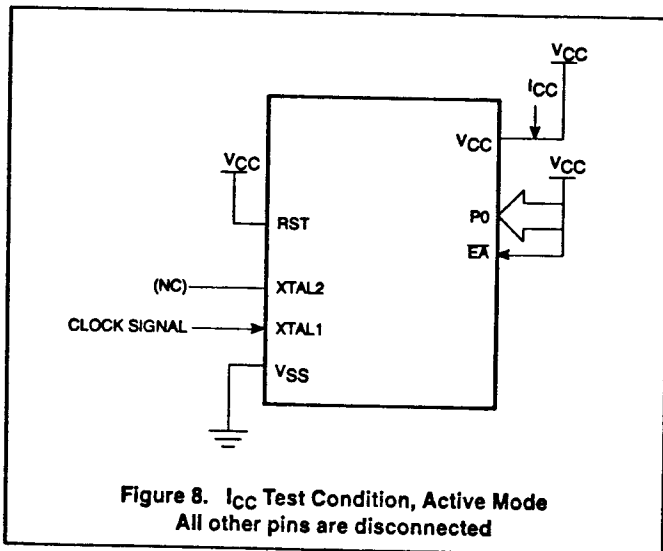 VCC
ICC
VCC
VCC
VCC
P0
RST
EA
(NC)
XTAL2
CLOCK SIGNAL
XTAL1
VSS
Figure 8. ICC Test Condition, Active Mode
All other pins are disconnected